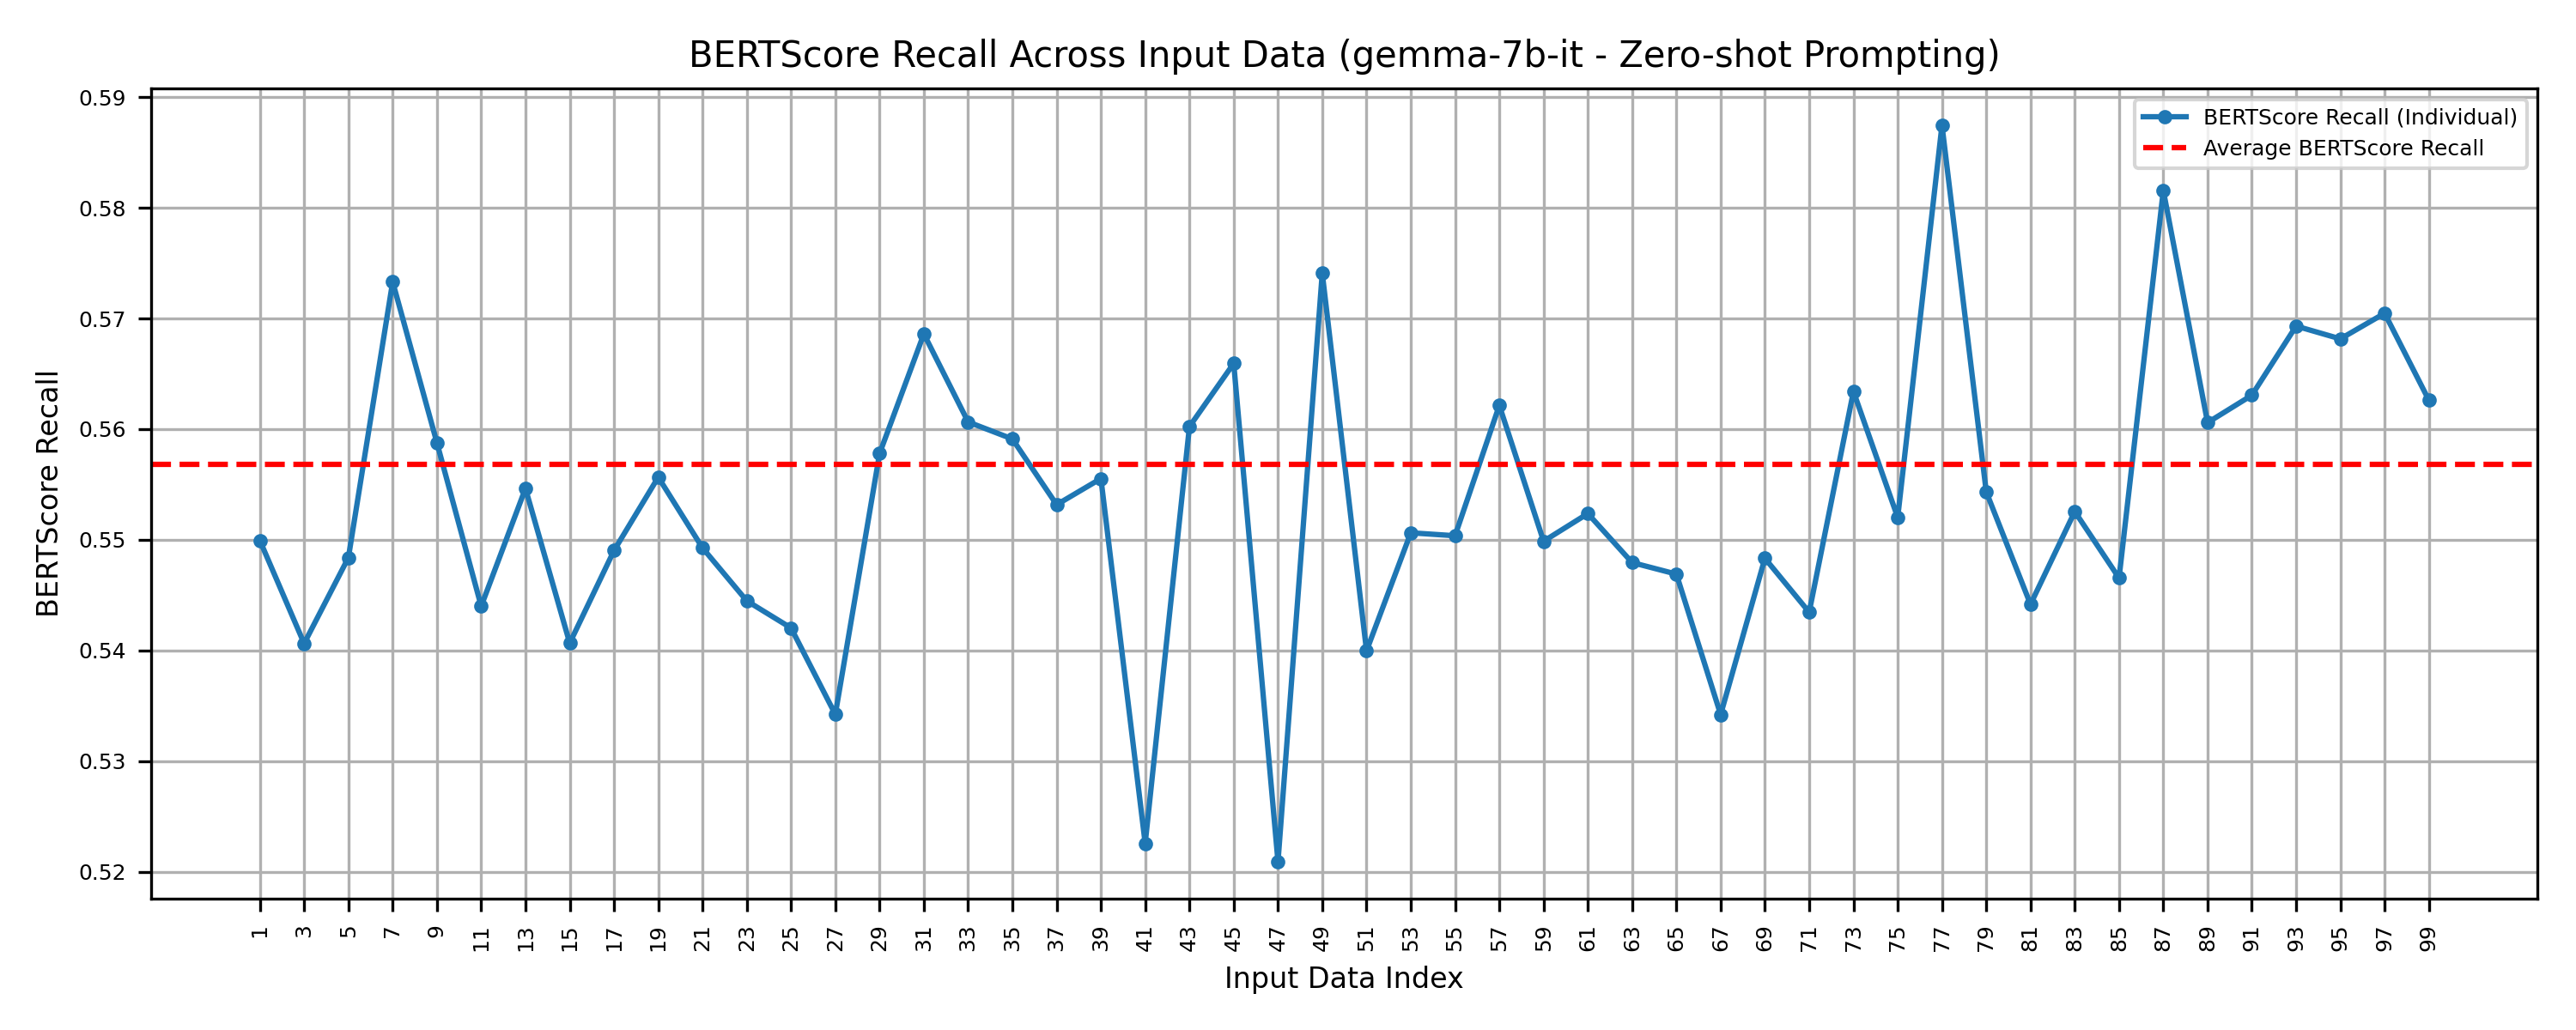 BERTScore Recall Across Input Data (gemma-7b-it - Zero-shot Prompting)
BERTScore Recall (Individual)
Average BERTScore Recall
BERTScore Recall
0.59
0.58
0.57
0.56
0.55
0.54
0.53
0.52
1 3 5 7 9 11 13 15 17 19 21 23 25 27 29 31 33 35 37 39 41 43 45 47 49 51 53 55 57 59 61 63 65 67 69 71 73 75 77 79 81 83 85 87 89 91 93 95 97 99
Input Data Index